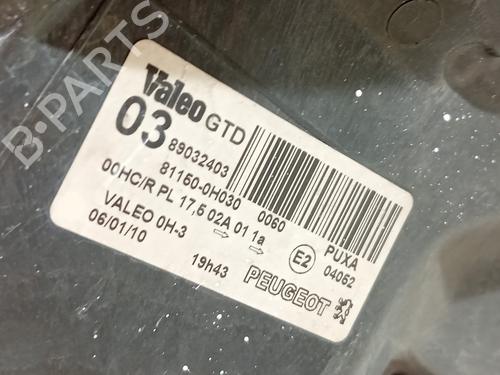 B-PARTS
Valeo GTD
03 89032403
81150-0H030 0060
00HC/R PL 17,5 02A 01 1a
VALEO 0H-3 E2 PUXA
06/01/10 04052
19h43 PEUGEOT